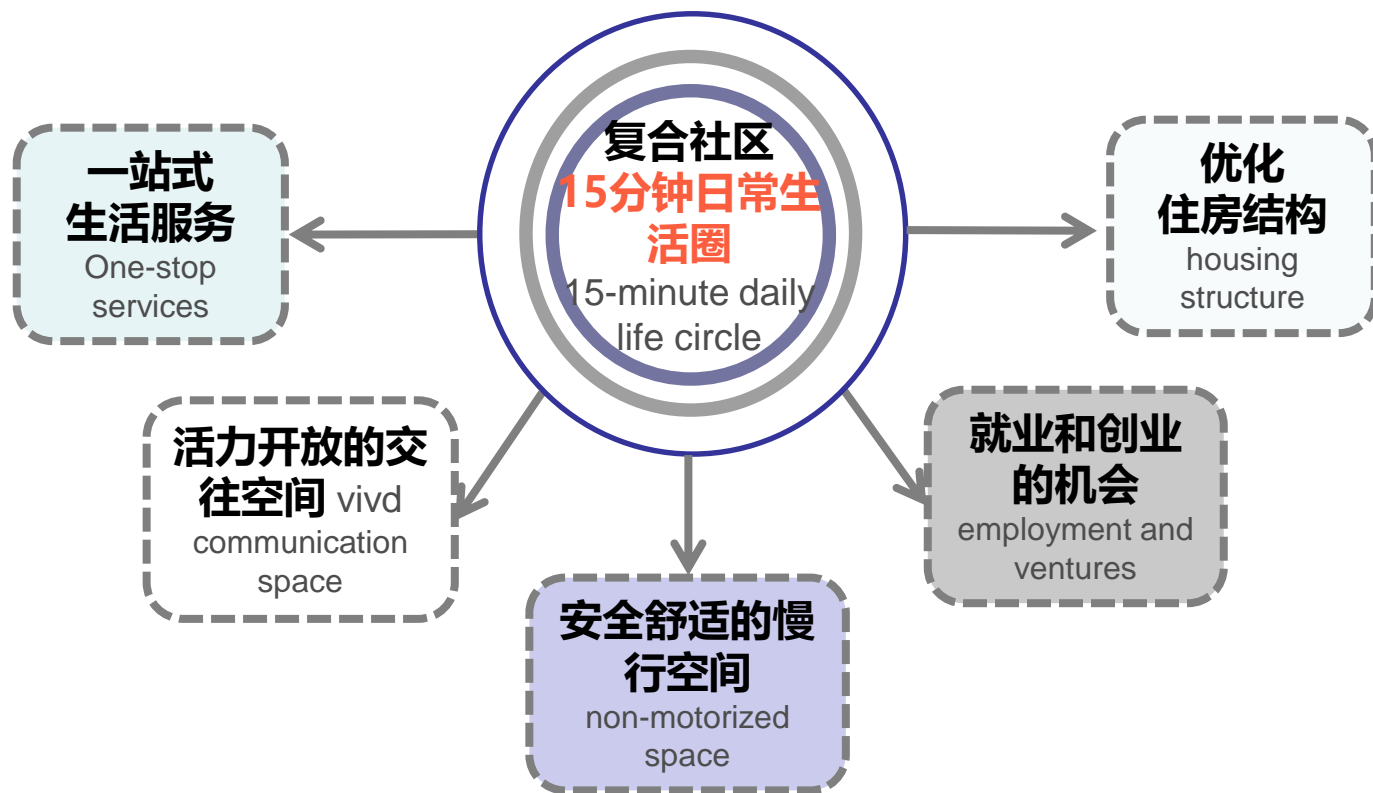 复合社区
15分钟日常生
活圈
15-minute daily
life circle
一站式
生活服务
One-stop
services
优化
住房结构
housing
structure
活力开放的交
往空间 vivd
communication
space
就业和创业
的机会
employment and
ventures
安全舒适的慢
行空间
non-motorized
space